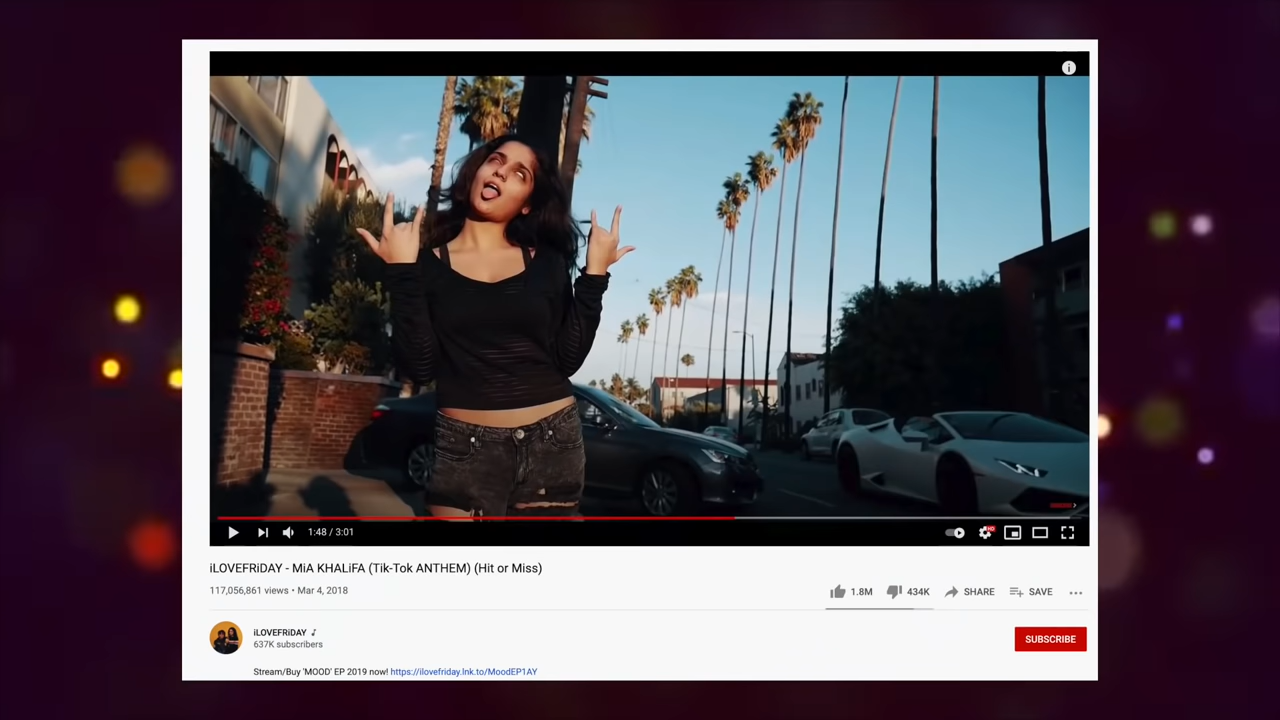 1:48 / 3:01
iLOVEFRiDAY - MiA KHALiFA (Tik-Tok ANTHEM) (Hit or Miss)
117,056,861 views • Mar 4, 2018
1.8M 434K SHARE SAVE
iLOVEFRiDAY
637K subscribers
SUBSCRIBE
Stream/Buy 'MOOD' EP 2019 now! https://ilovefriday.lnk.to/MoodEP1AY